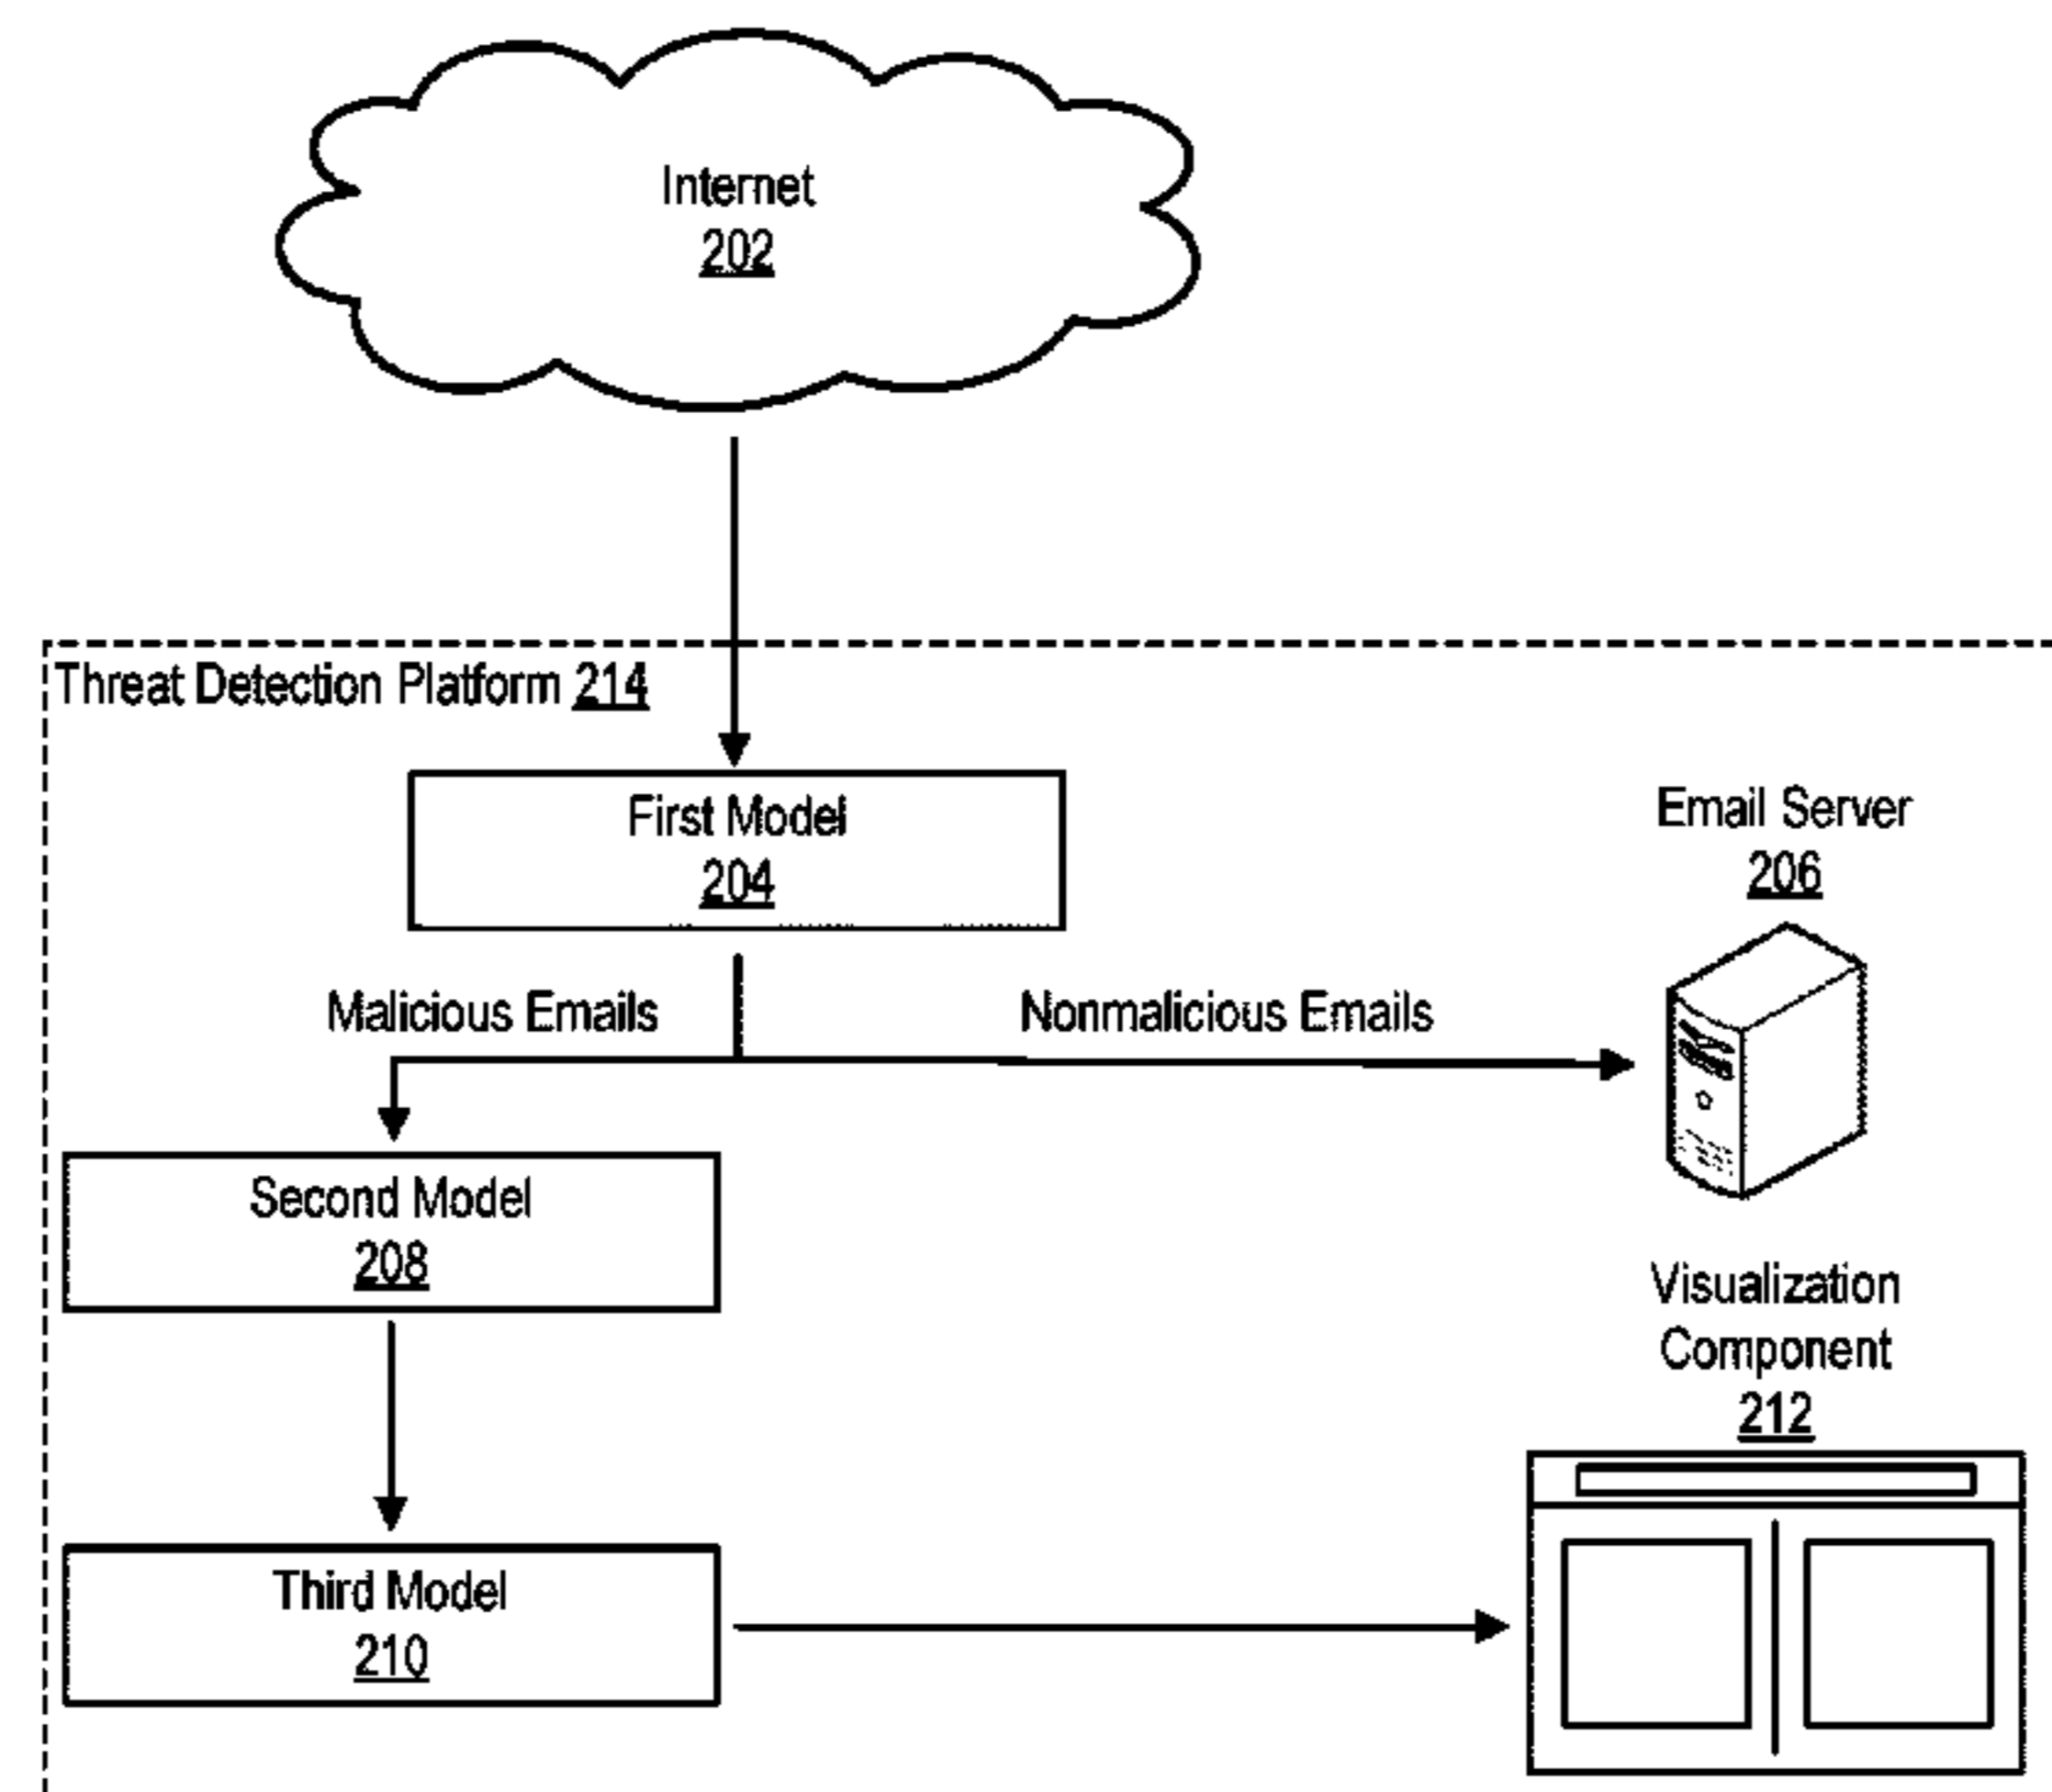 Internet
202
Threat Detection Platform 214
First Model
204
Email Server
206
Malicious Emails
Nonmalicious Emails
Second Model
208
Visualization
Component
212
Third Model
210